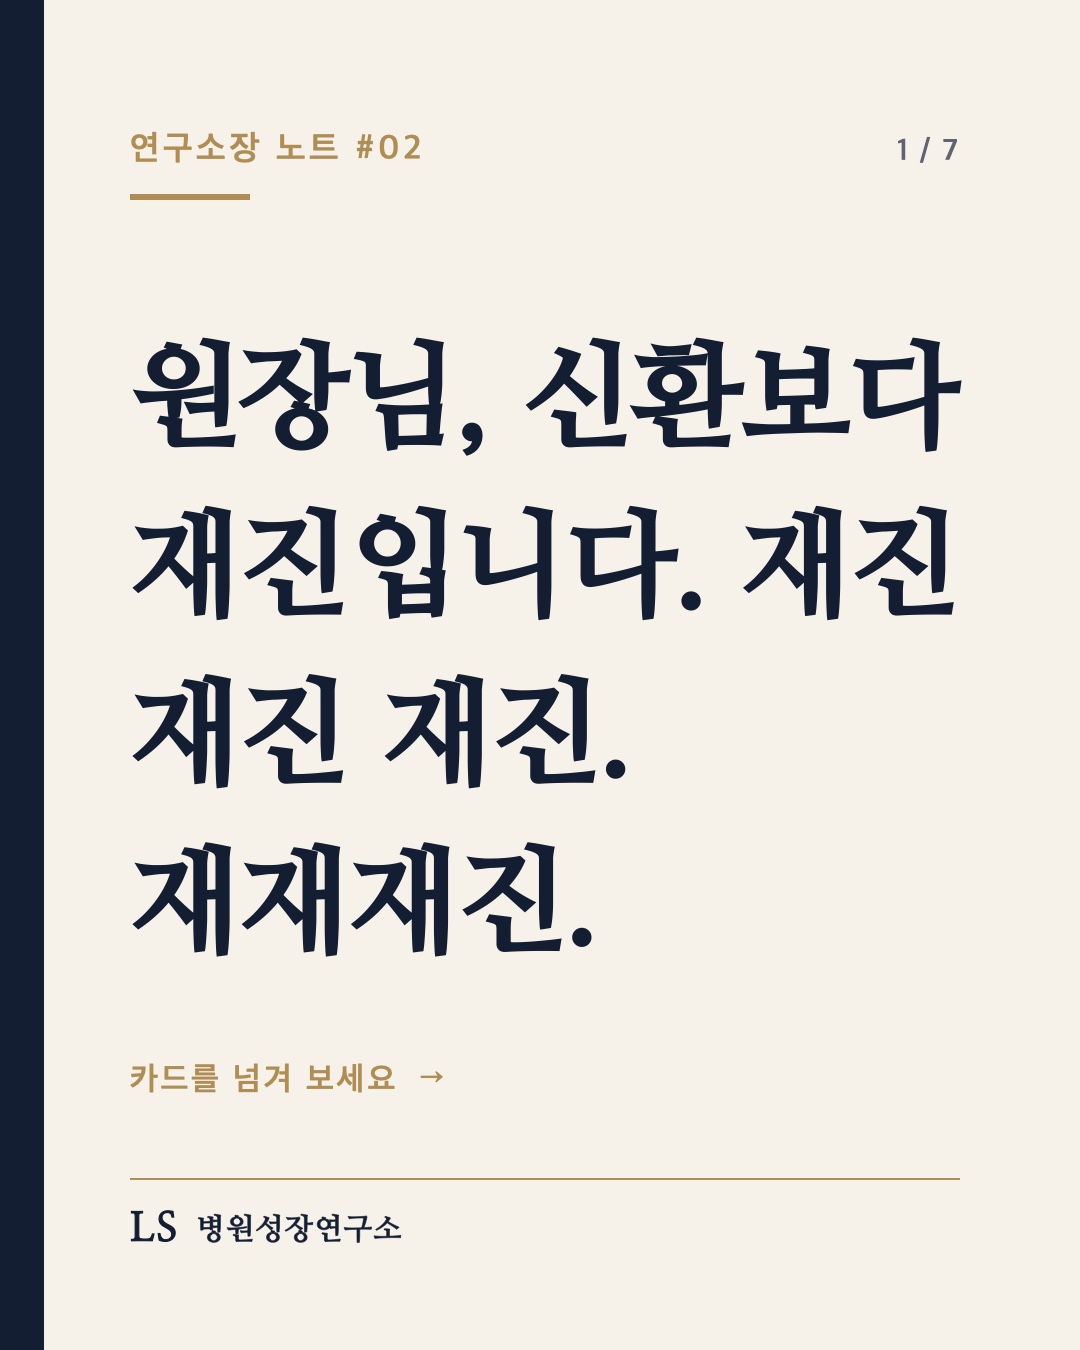 연구소장 노트 #02
1 / 7
원장님, 신환보다
재진입니다. 재진
재진 재진.
재재재진.
카드를 넘겨 보세요 →
LS 병원성장연구소